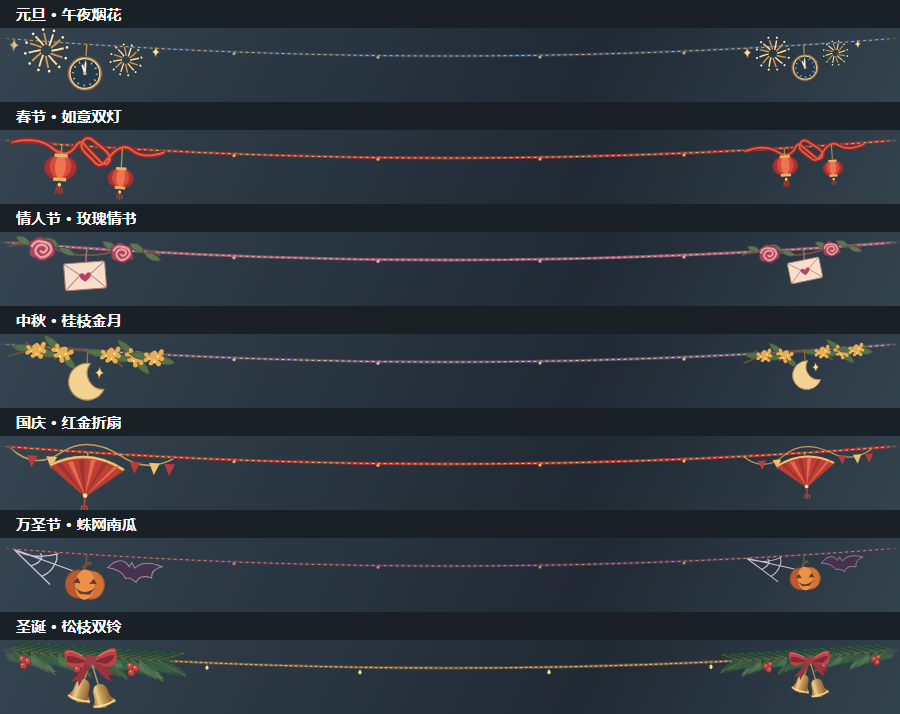 元旦 • 午夜烟花
春节 • 如意双灯
情人节 • 玫瑰情书
中秋 • 桂枝金月
国庆 • 红金折扇
万圣节 • 蛛网南瓜
圣诞 • 松枝双铃